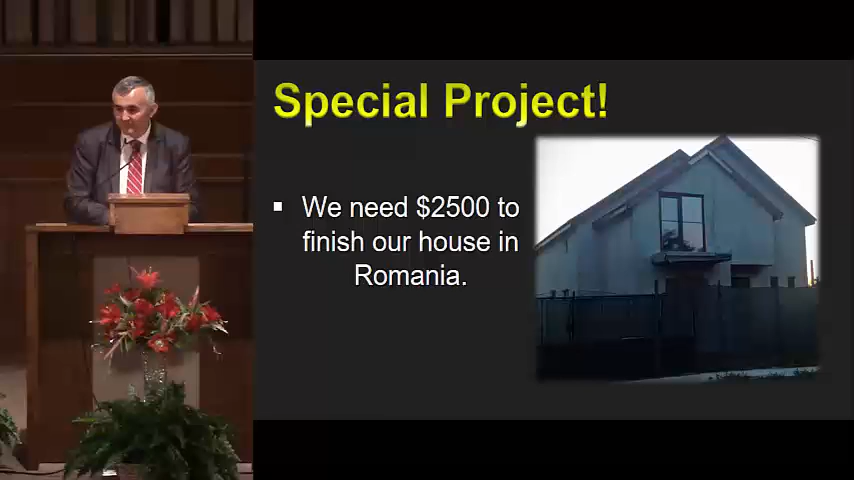 Special Project!
▪ We need $2500 to
finish our house in
Romania.